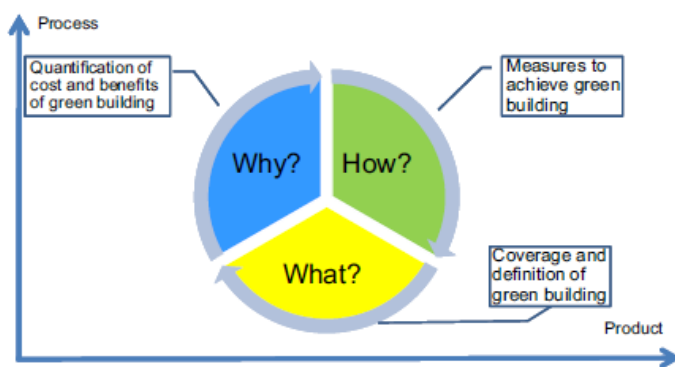 Process
Quantification of
cost and benefits
of green building
Measures to
achieve green
building
Why?
How?
What?
Coverage and
definition of
green building
Product